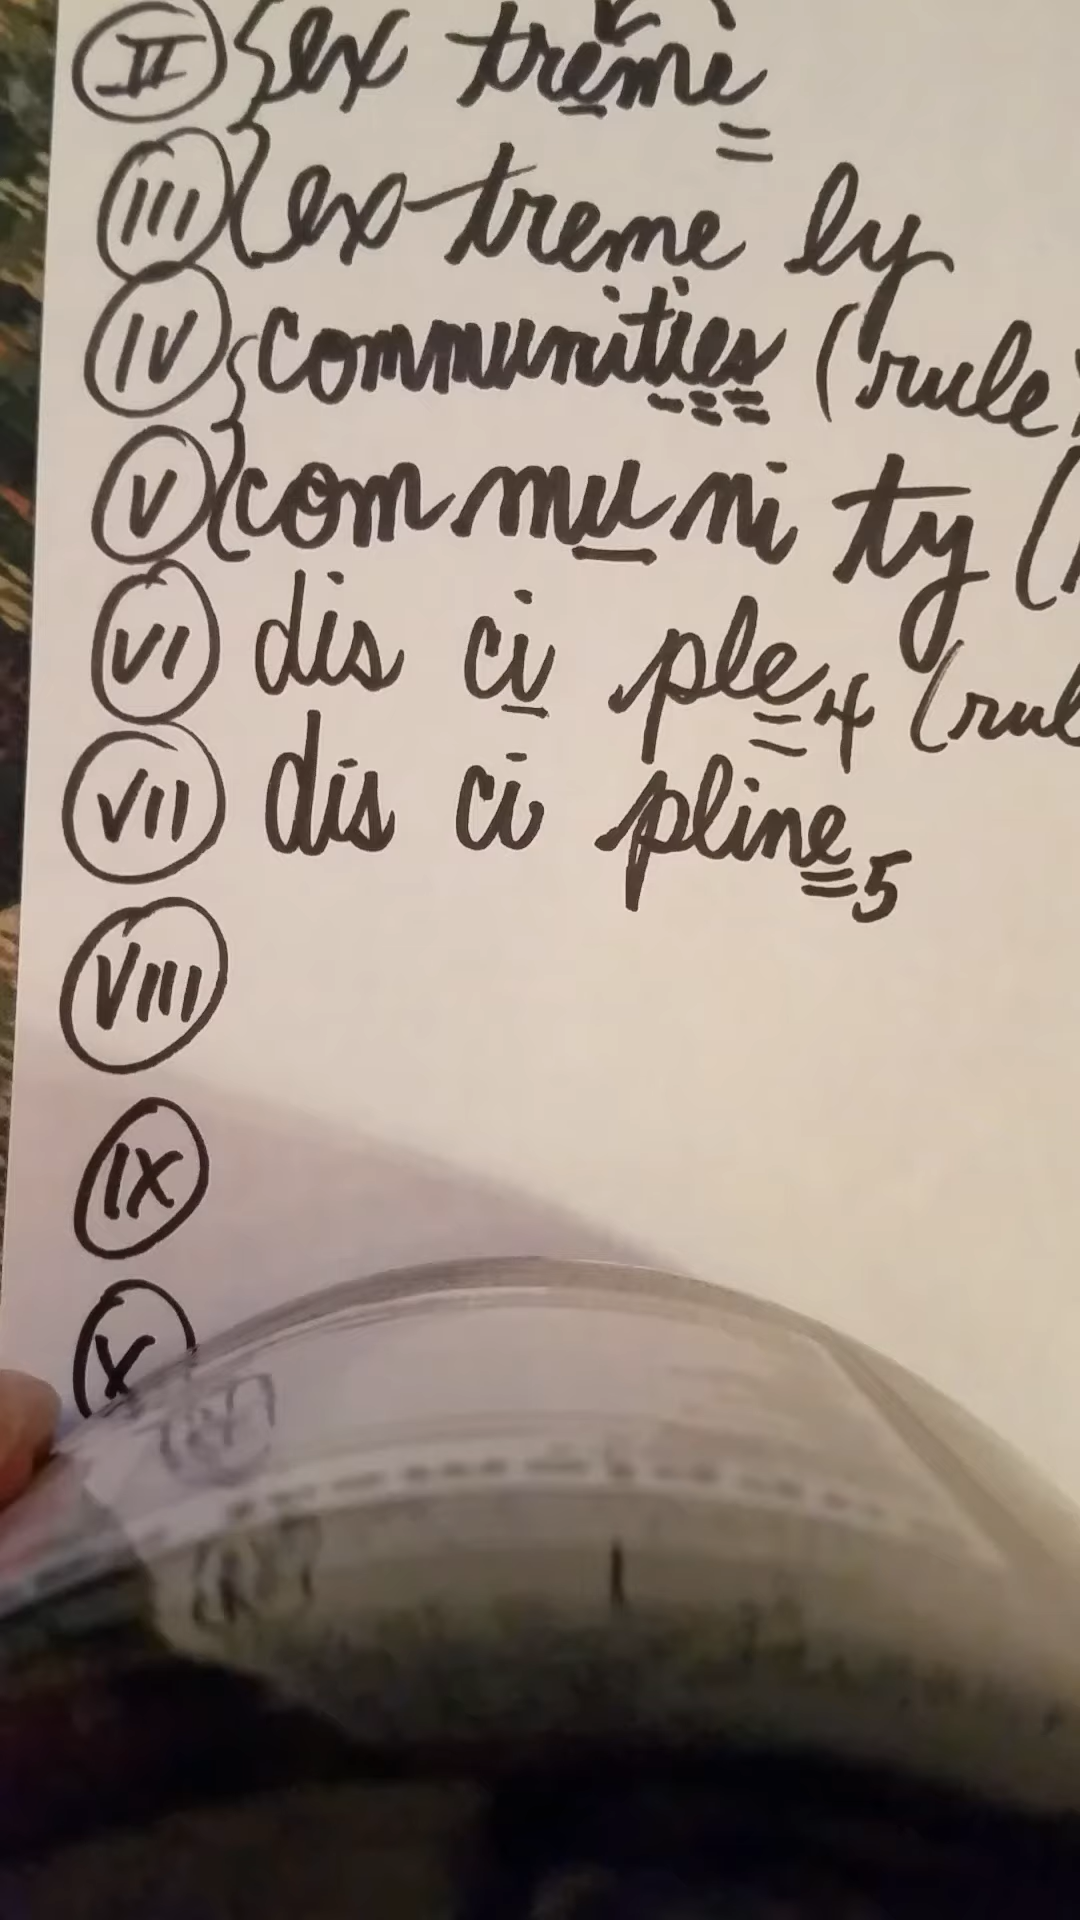 II ex treme
III ex-treme ly
IV communities (rule
V com mu ni ty (
VI dis ci ple 4 (rul
VII dis ci pline 5
VIII
IX
X